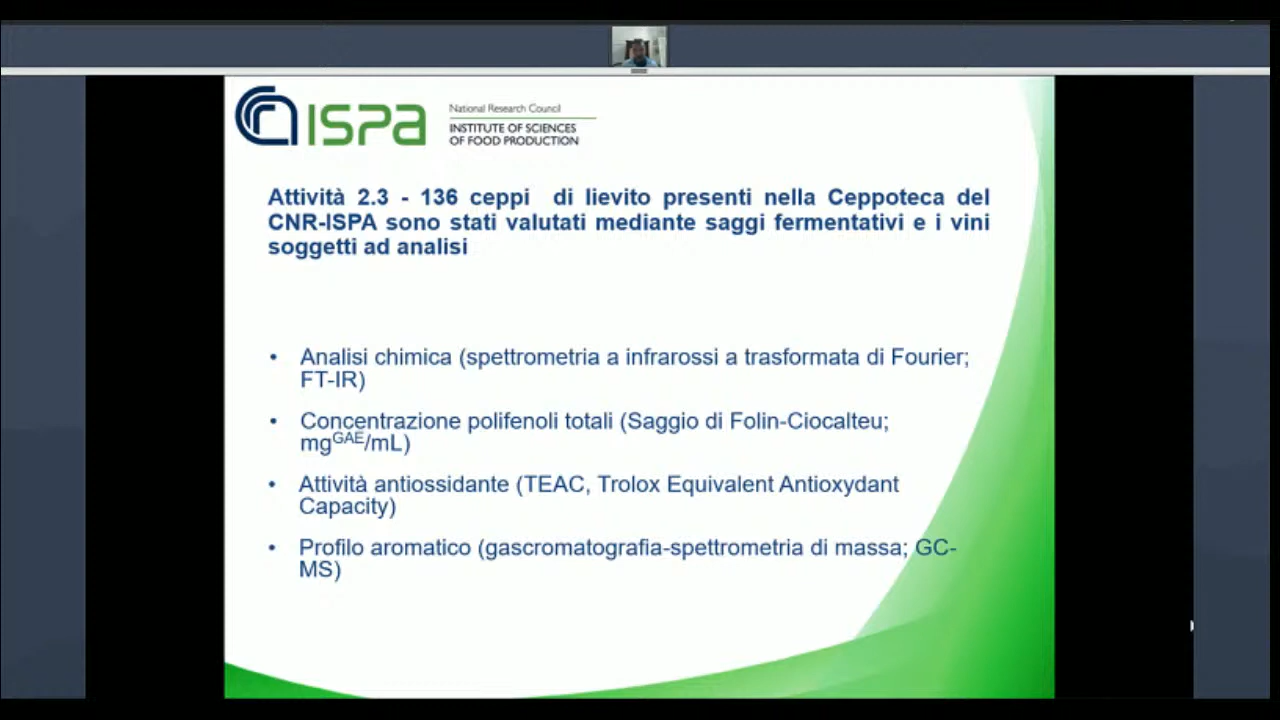 ISPA
National Research Council
INSTITUTE OF SCIENCES
OF FOOD PRODUCTION
Attività 2.3 - 136 ceppi di lievito presenti nella Ceppoteca del
CNR-ISPA sono stati valutati mediante saggi fermentativi e i vini
soggetti ad analisi
• Analisi chimica (spettrometria a infrarossi a trasformata di Fourier;
FT-IR)
• Concentrazione polifenoli totali (Saggio di Folin-Ciocalteu;
mgGAE/mL)
• Attività antiossidante (TEAC, Trolox Equivalent Antioxydant
Capacity)
• Profilo aromatico (gascromatografia-spettrometria di massa; GC-
MS)